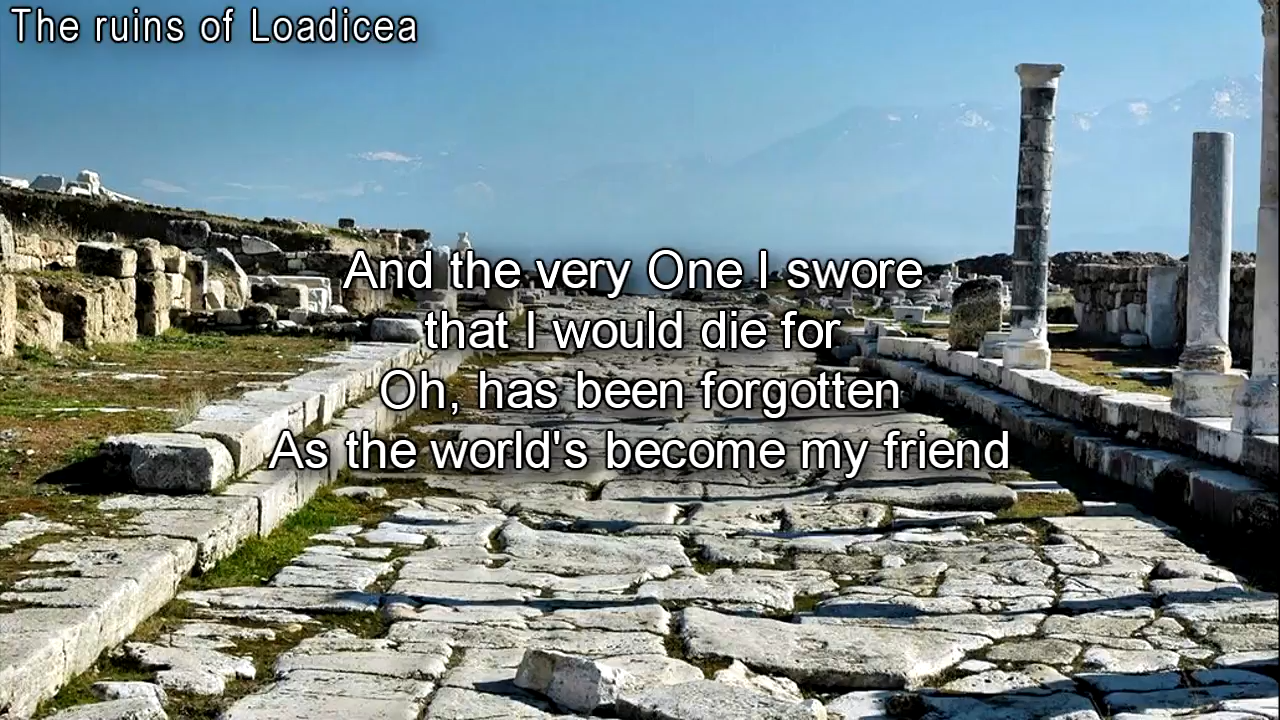 The ruins of Loadicea
And the very One I swore
that I would die for
Oh, has been forgotten
As the world's become my friend